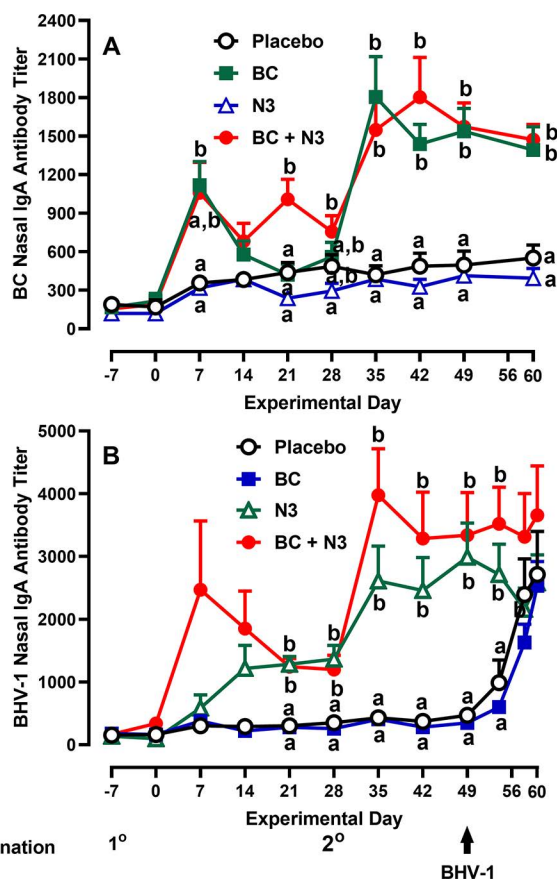 A
BC Nasal IgA Antibody Titer
2400
2100
1800
1500
1200
900
600
300
0
Placebo
BC
N3
BC + N3
b
a,b
a
a
b
a
a
a
b
a,b
a,b
a
b
b
a
a
b
b
a
a
b
b
a
a
b
b
a
a
-7 0 7 14 21 28 35 42 49 56 60
Experimental Day
B
BHV-1 Nasal IgA Antibody Titer
5000
4000
3000
2000
1000
0
Placebo
BC
N3
BC + N3
b
b
a
a
b
b
a
a
b
b
a
a
b
b
a
a
b
b
a
a
b
b
a
a
b
-7 0 7 14 21 28 35 42 49 56 60
Experimental Day
nation 1º 2º
BHV-1